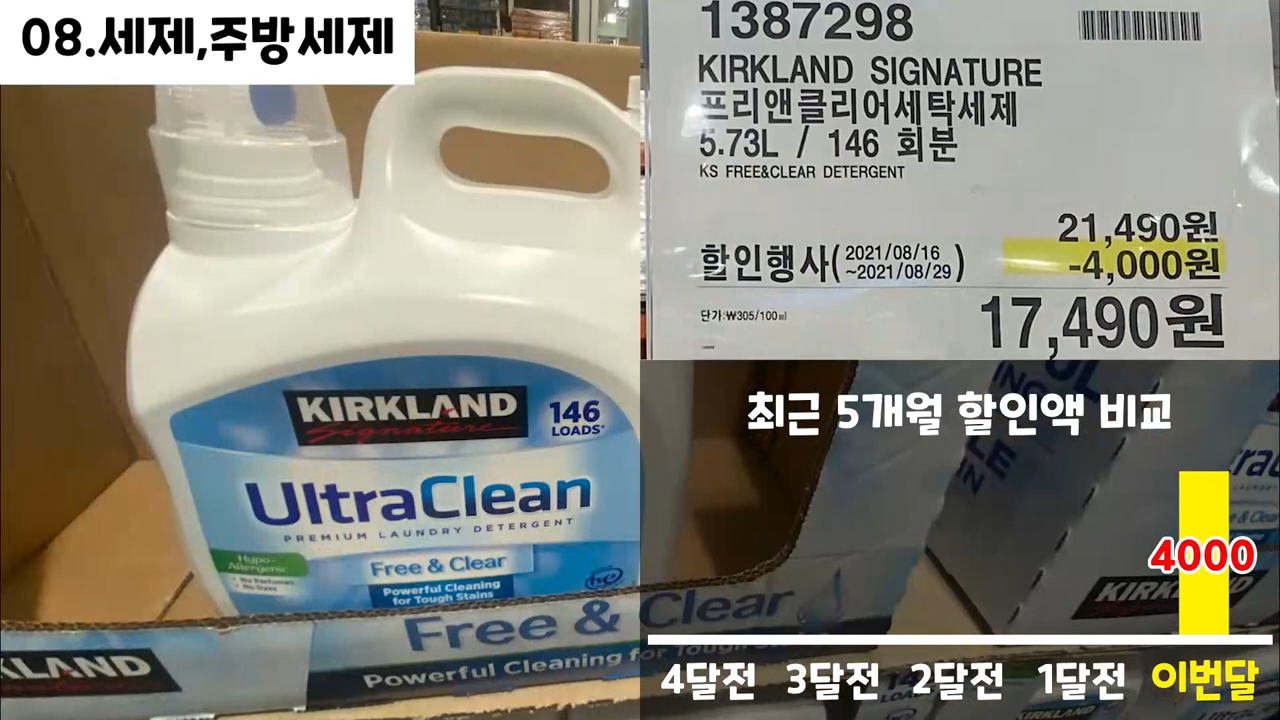 08.세제,주방세제
KIRKLAND
Signature
146
LOADS*
UltraClean
PREMIUM LAUNDRY DETERGENT
Hypo-
Allergenic
No Perfumes
No Dyes
Free & Clear
Powerful Cleaning
for Tough Stains
he
KLAND
Free & Clear
Powerful Cleaning for Tough
1387298
KIRKLAND SIGNATURE
프리앤클리어세탁세제
5.73L / 146 회분
KS FREE&CLEAR DETERGENT
21,490원
할인행사(2021/08/16
~2021/08/29)
-4,000원
17,490원
단가:₩305/100㎖
최근 5개월 할인액 비교
4000
KIRK
4달전 3달전 2달전 1달전 이번달